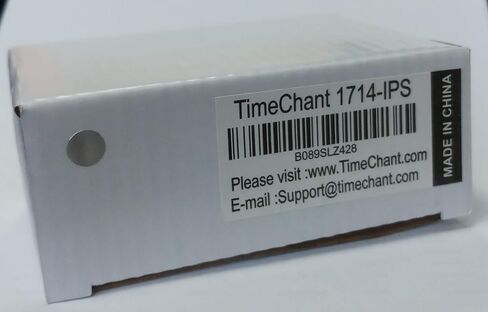 TimeChant 1714-IPS
B089SLZ428
Please visit :www.TimeChant.com
E-mail :Support@timechant.com
MADE IN CHINA